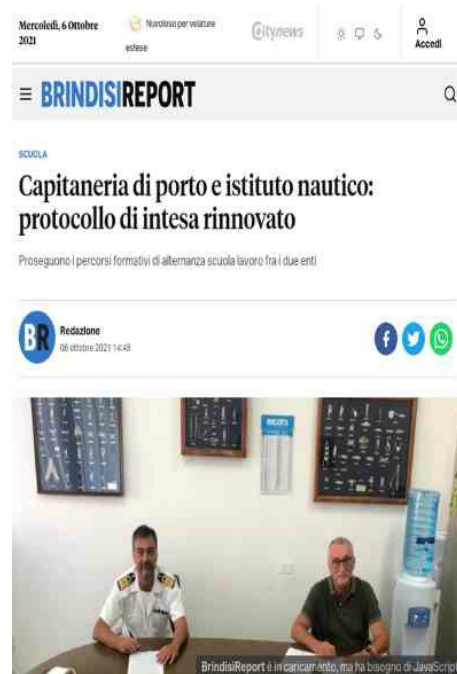 Mercoledì, 6 Ottobre
2021
Nuvoloso per velature
estese
Citynews
Accedi
BRINDISIREPORT
SCUOLA
Capitaneria di porto e istituto nautico:
protocollo di intesa rinnovato
Proseguono i percorsi formativi di alternanza scuola lavoro fra i due enti
BR
Redazione
06 ottobre 2021 14:48
BrindisiReport è in caricamento, ma ha bisogno di JavaScript